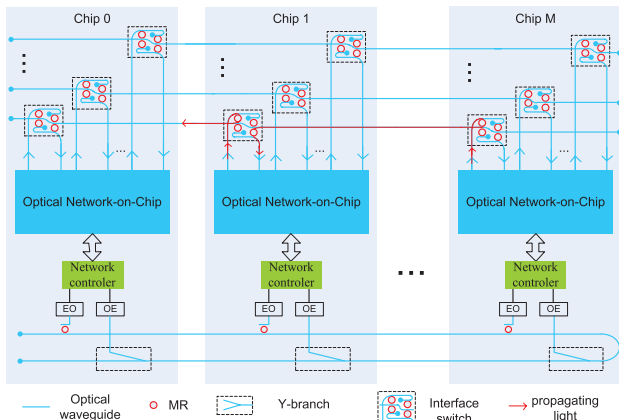 Chip 0
Chip 1
Chip M
...
...
...
...
...
...
Optical Network-on-Chip
Optical Network-on-Chip
Optical Network-on-Chip
Network
controler
Network
controler
...
Network
controler
EO
OE
EO
OE
EO
OE
Optical
waveguide
MR
Y-branch
Interface
switch
propagating
light